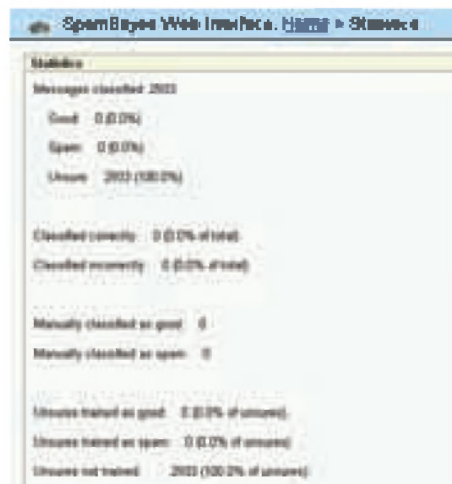 SpamBayes Web Interface: Home > Statistics
Statistics
Messages classified: 2933
Good: 0 (0.0%)
Spam: 0 (0.0%)
Unsure: 2933 (100.0%)
Classified correctly: 0 (0.0% of total)
Classified incorrectly: 0 (0.0% of total)
Manually classified as good: 0
Manually classified as spam: 0
Unsures trained as good: 0 (0.0% of unsures)
Unsures trained as spam: 0 (0.0% of unsures)
Unsures not trained: 2933 (100.0% of unsures)